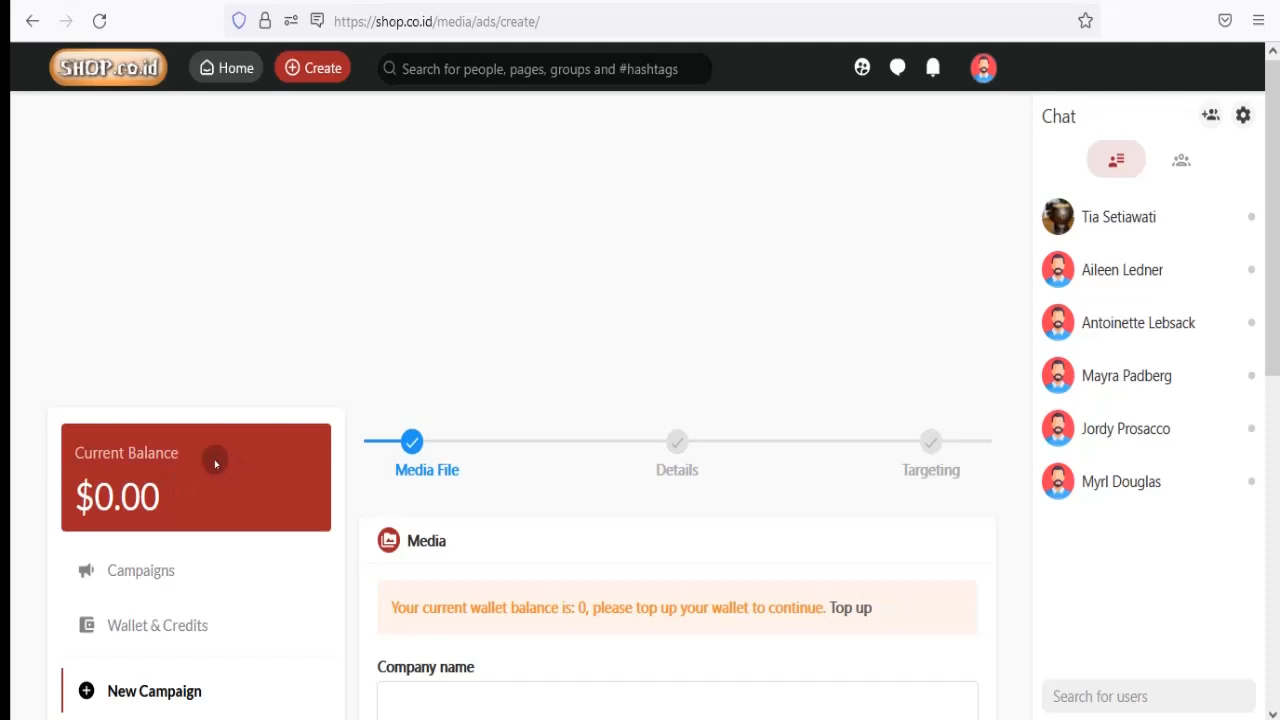 https://shop.co.id/media/ads/create/
SHOP.co.id
Home
Create
Search for people, pages, groups and #hashtags
Chat
Tia Setiawati
Aileen Ledner
Antoinette Lebsack
Mayra Padberg
Jordy Prosacco
Myrl Douglas
Search for users
Current Balance
$0.00
Campaigns
Wallet & Credits
New Campaign
Media File
Details
Targeting
Media
Your current wallet balance is: 0, please top up your wallet to continue. Top up
Company name